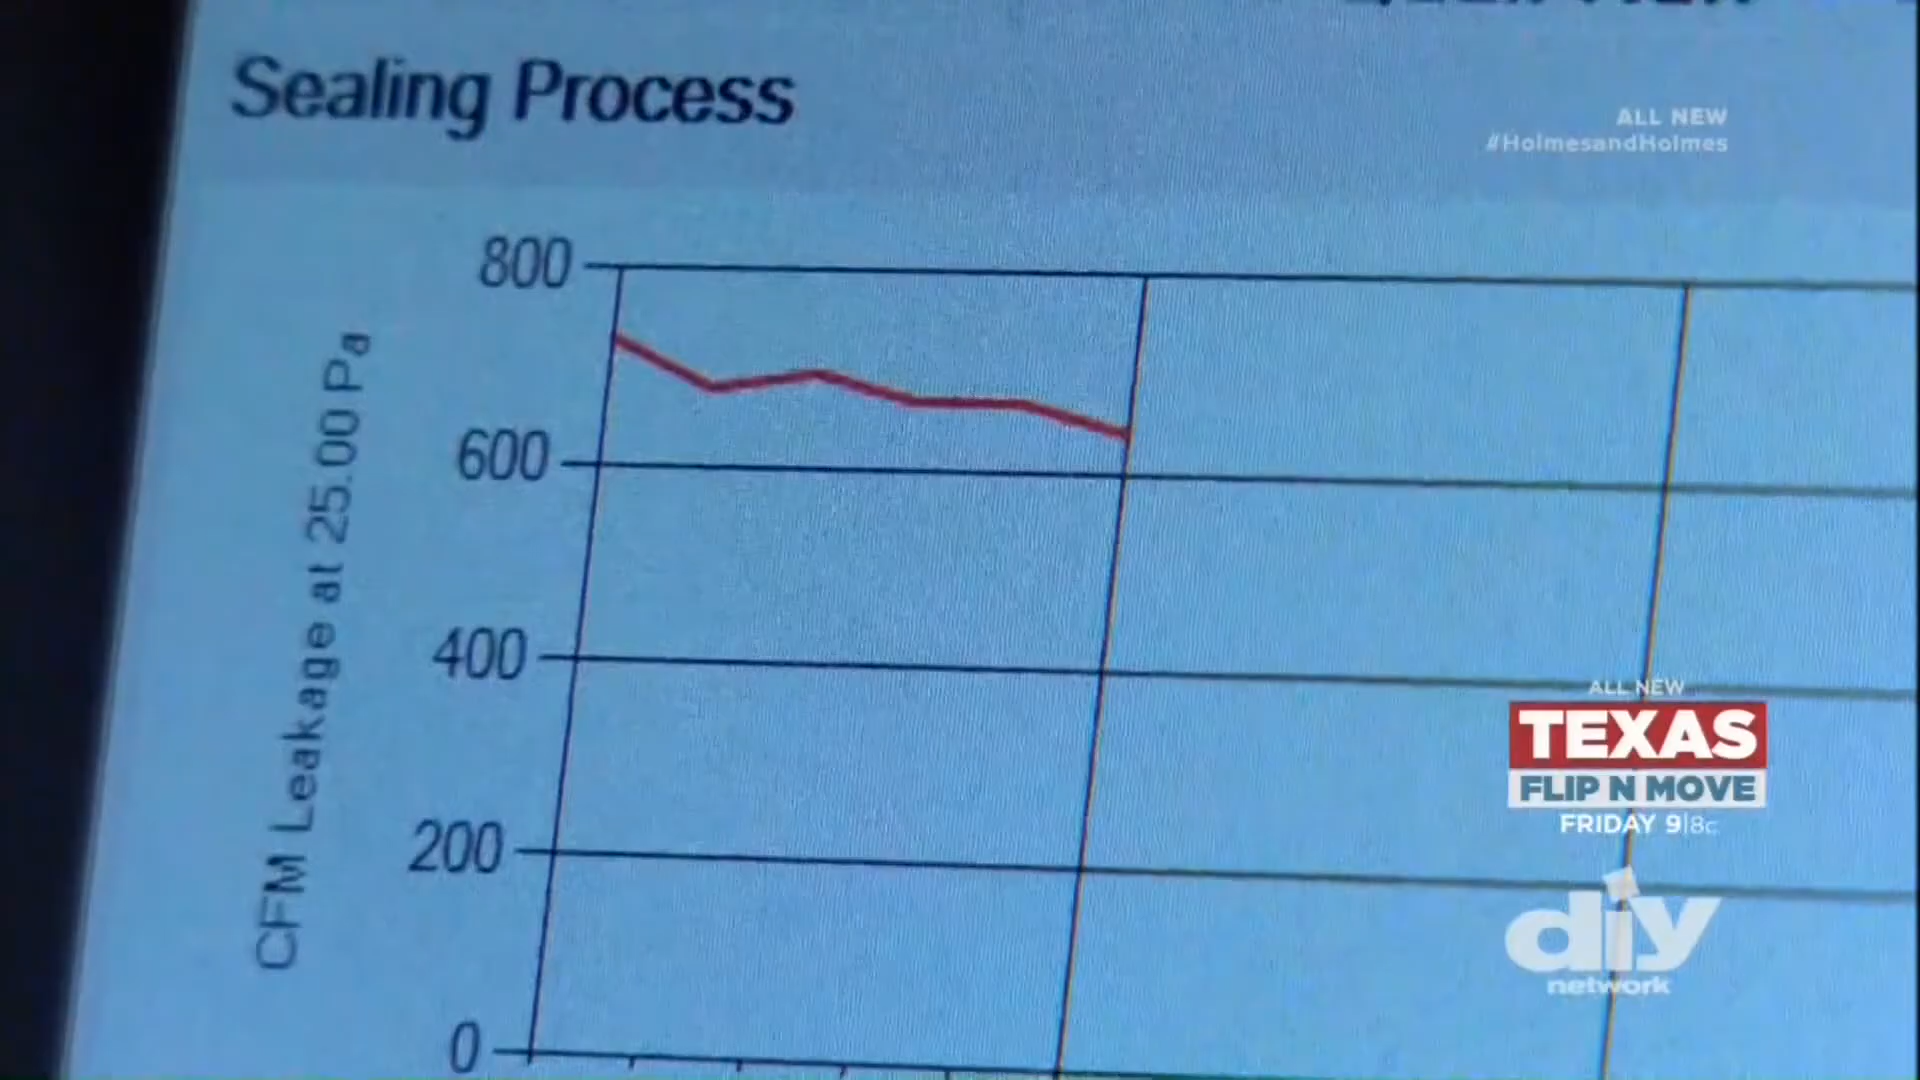 Sealing Process
ALL NEW
#HolmesandHolmes
800
600
400
200
0
CFM Leakage at 25.00 Pa
ALL NEW
TEXAS
FLIP N MOVE
FRIDAY 9|8c
diy
network